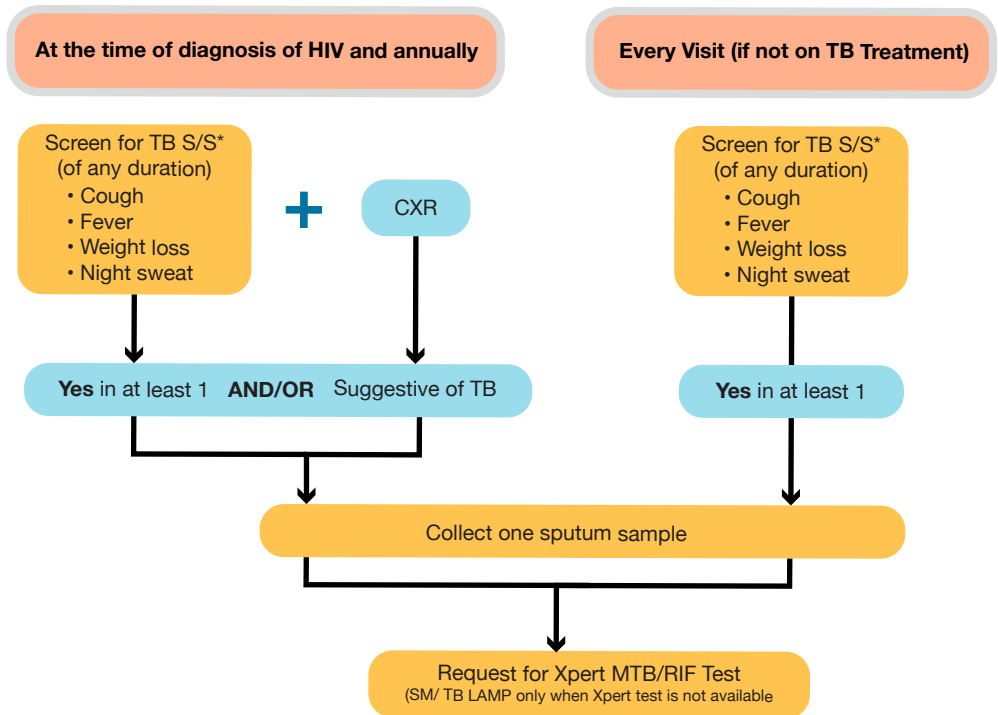 At the time of diagnosis of HIV and annually
Every Visit (if not on TB Treatment)
Screen for TB S/S*
(of any duration)
• Cough
• Fever
• Weight loss
• Night sweat
+
CXR
Screen for TB S/S*
(of any duration)
• Cough
• Fever
• Weight loss
• Night sweat
Yes in at least 1 AND/OR Suggestive of TB
Yes in at least 1
Collect one sputum sample
Request for Xpert MTB/RIF Test
(SM/ TB LAMP only when Xpert test is not available